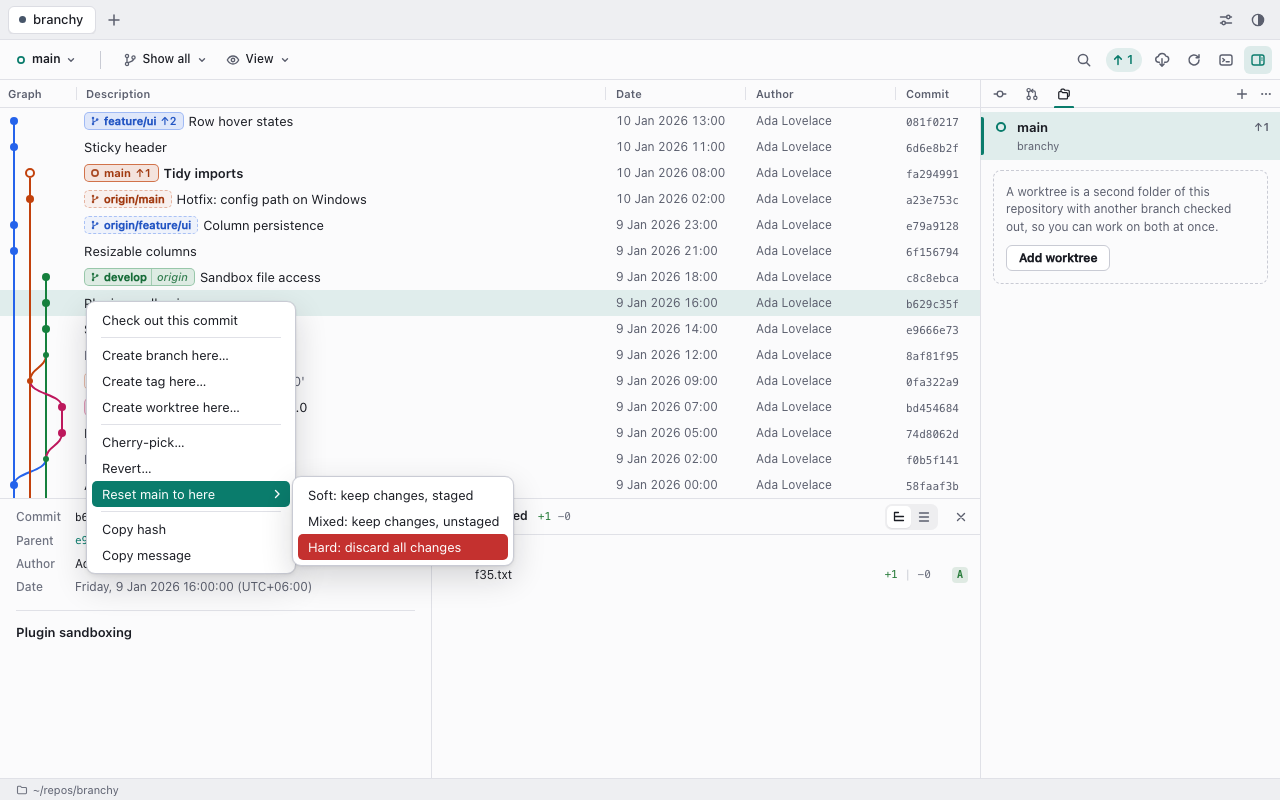 branchy
main
Show all
View
↑ 1
Graph
Description
Date
Author
Commit
feature/ui ↑2 Row hover states 10 Jan 2026 13:00 Ada Lovelace 081f0217
Sticky header 10 Jan 2026 11:00 Ada Lovelace 6d6e8b2f
main ↑1 Tidy imports 10 Jan 2026 08:00 Ada Lovelace fa294991
origin/main Hotfix: config path on Windows 10 Jan 2026 02:00 Ada Lovelace a23e753c
origin/feature/ui Column persistence 9 Jan 2026 23:00 Ada Lovelace e79a9128
Resizable columns 9 Jan 2026 21:00 Ada Lovelace 6f156794
develop origin Sandbox file access 9 Jan 2026 18:00 Ada Lovelace c8c8ebca
9 Jan 2026 16:00 Ada Lovelace b629c35f
9 Jan 2026 14:00 Ada Lovelace e9666e73
9 Jan 2026 12:00 Ada Lovelace 8af81f95
0' 9 Jan 2026 09:00 Ada Lovelace 0fa322a9
.0 9 Jan 2026 07:00 Ada Lovelace bd454684
9 Jan 2026 05:00 Ada Lovelace 74d8062d
9 Jan 2026 02:00 Ada Lovelace f0b5f141
9 Jan 2026 00:00 Ada Lovelace 58faaf3b
Check out this commit
Create branch here...
Create tag here...
Create worktree here...
Cherry-pick...
Revert...
Reset main to here
Copy hash
Copy message
Soft: keep changes, staged
Mixed: keep changes, unstaged
Hard: discard all changes
main ↑1
branchy
A worktree is a second folder of this
repository with another branch checked
out, so you can work on both at once.
Add worktree
Commit
Parent
Author
Date Friday, 9 Jan 2026 16:00:00 (UTC+06:00)
Plugin sandboxing
+1 −0
f35.txt +1 | −0 A
~/repos/branchy